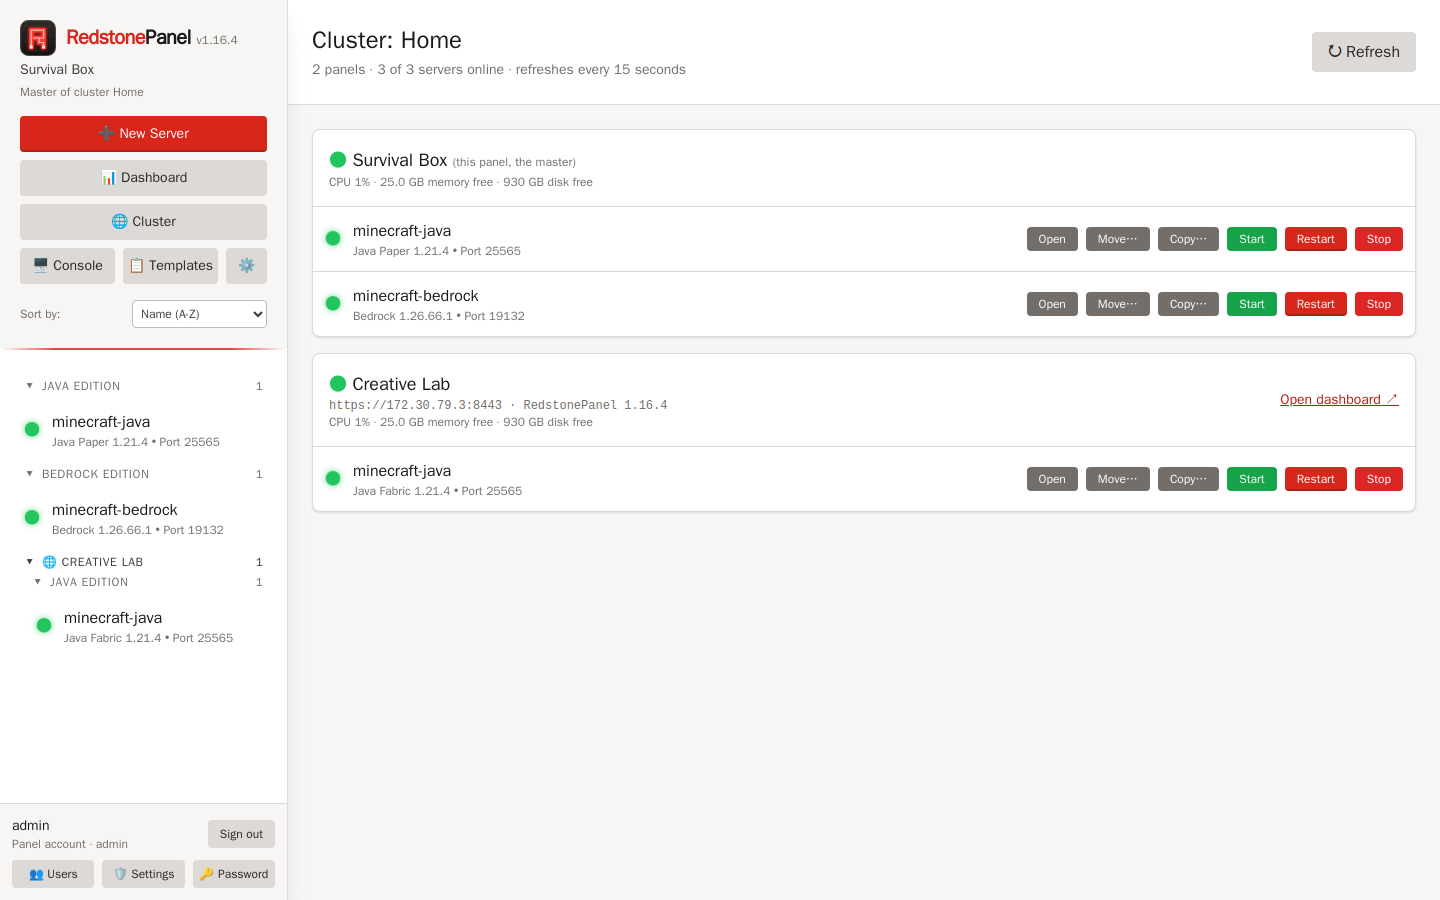 RedstonePanel v1.16.4
Survival Box
Master of cluster Home
➕ New Server
📊 Dashboard
🌐 Cluster
🖥️ Console
📋 Templates
⚙️
Sort by:
Name (A-Z)
▼ JAVA EDITION 1
minecraft-java
Java Paper 1.21.4 • Port 25565
▼ BEDROCK EDITION 1
minecraft-bedrock
Bedrock 1.26.66.1 • Port 19132
▼ 🌐 CREATIVE LAB 1
▼ JAVA EDITION 1
minecraft-java
Java Fabric 1.21.4 • Port 25565
admin
Panel account · admin
Sign out
👥 Users
🛡️ Settings
🔑 Password
Cluster: Home
2 panels · 3 of 3 servers online · refreshes every 15 seconds
↻ Refresh
Survival Box (this panel, the master)
CPU 1% · 25.0 GB memory free · 930 GB disk free
minecraft-java
Java Paper 1.21.4 • Port 25565
Open Move… Copy… Start Restart Stop
minecraft-bedrock
Bedrock 1.26.66.1 • Port 19132
Open Move… Copy… Start Restart Stop
Creative Lab
https://172.30.79.3:8443 · RedstonePanel 1.16.4
CPU 1% · 25.0 GB memory free · 930 GB disk free
Open dashboard ↗
minecraft-java
Java Fabric 1.21.4 • Port 25565
Open Move… Copy… Start Restart Stop